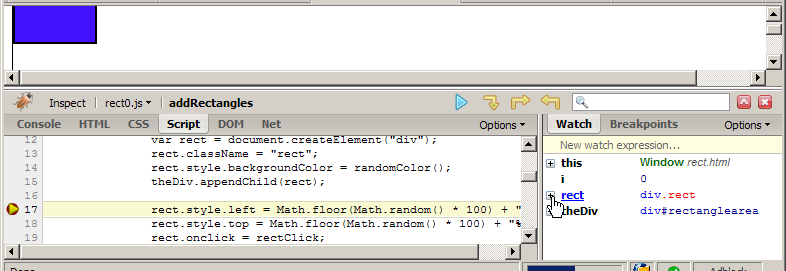 Inspect rect0.js addRectangles
Console HTML CSS Script DOM Net Options Watch Breakpoints Options
12 var rect = document.createElement("div");
13 rect.className = "rect";
14 rect.style.backgroundColor = randomColor();
15 theDiv.appendChild(rect);
16
17 rect.style.left = Math.floor(Math.random() * 100) + "
18 rect.style.top = Math.floor(Math.random() * 100) + "%
19 rect.onclick = rectClick;
New watch expression...
this Window rect.html
i 0
rect div.rect
theDiv div#rectanglearea